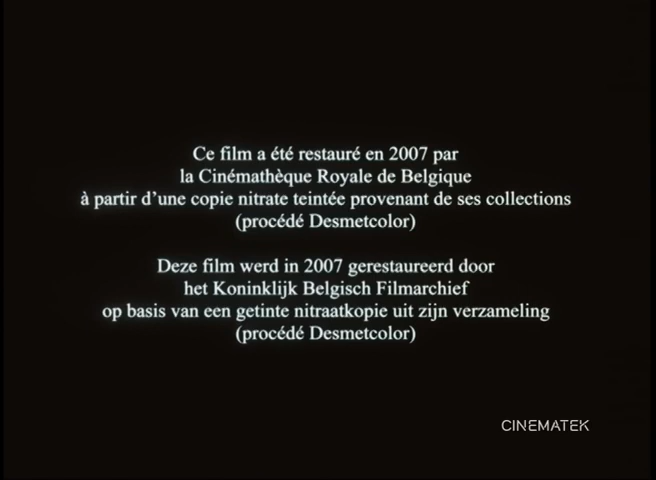 Ce film a été restauré en 2007 par
la Cinémathèque Royale de Belgique
à partir d'une copie nitrate teintée provenant de ses collections
(procédé Desmetcolor)
Deze film werd in 2007 gerestaureerd door
het Koninklijk Belgisch Filmarchief
op basis van een getinte nitraatkopie uit zijn verzameling
(procédé Desmetcolor)
CINEMATEK